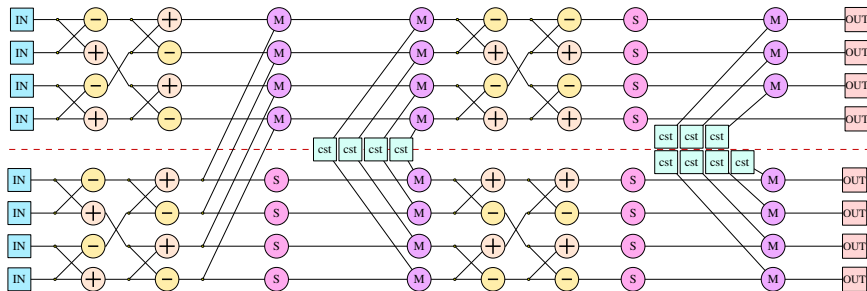 IN − + M M − − S M OUT
IN + − M M + + S M OUT
IN − + M M − − S M OUT
IN + − M M + + S OUT
cst cst cst
cst cst cst cst
cst cst cst cst
IN − + S M + + S M OUT
IN + − S M − − S M OUT
IN − + S M + + S M OUT
IN + − S M − − S M OUT